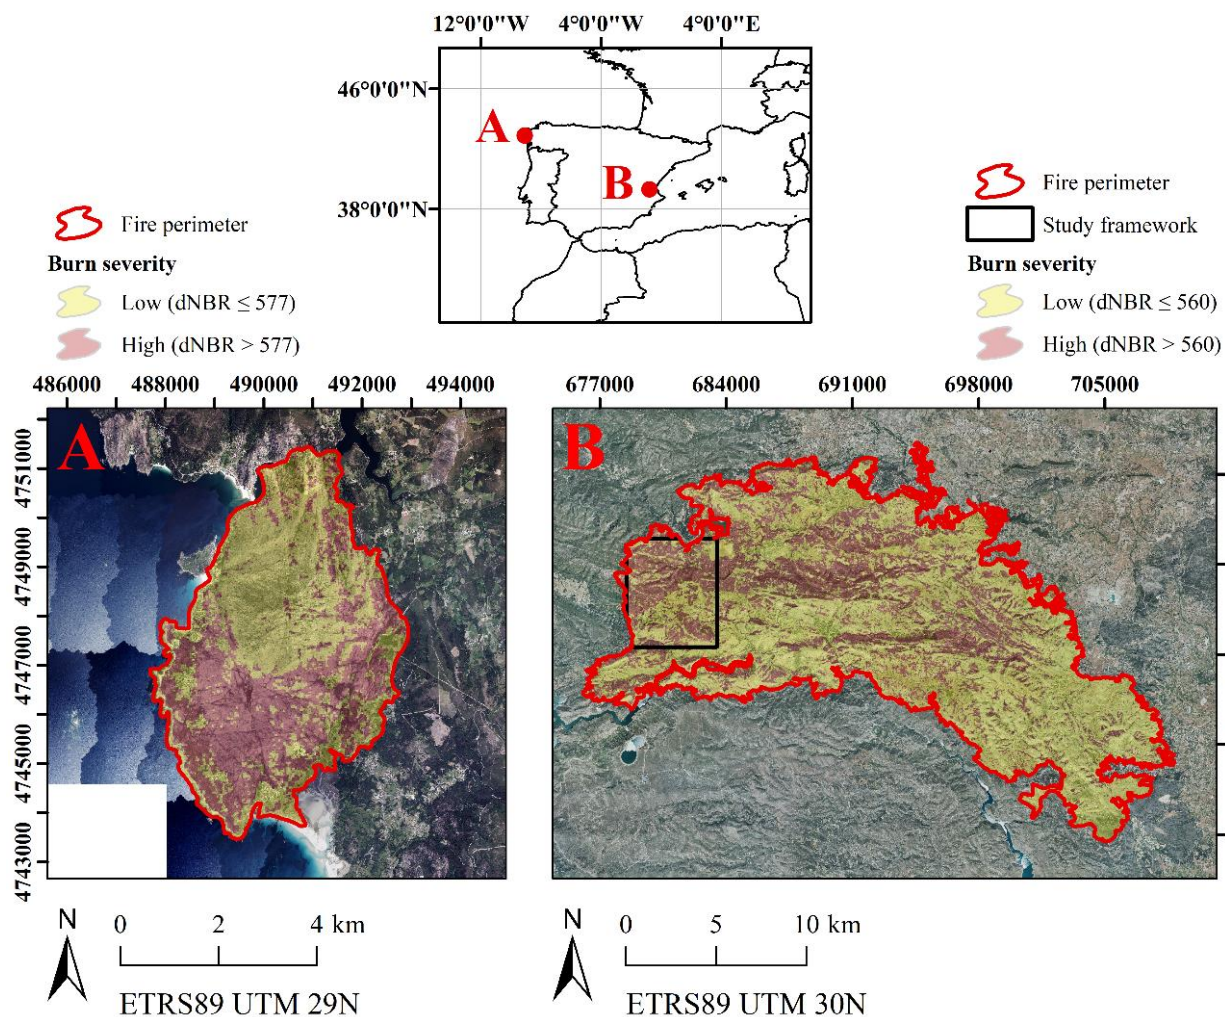 12°0'0"W 4°0'0"W 4°0'0"E
46°0'0"N
38°0'0"N
A
B
Fire perimeter
Burn severity
Low (dNBR ≤ 577)
High (dNBR > 577)
Fire perimeter
Study framework
Burn severity
Low (dNBR ≤ 560)
High (dNBR > 560)
486000 488000 490000 492000 494000
4751000
4749000
4747000
4745000
4743000
A
677000 684000 691000 698000 705000
B
N
0 2 4 km
ETRS89 UTM 29N
N
0 5 10 km
ETRS89 UTM 30N